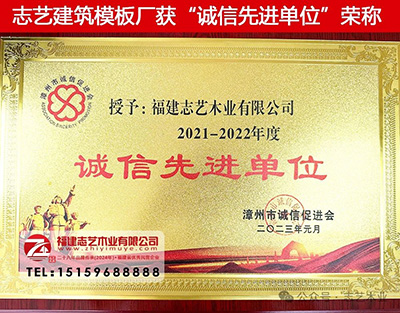 志艺建筑模板厂获“诚信先进单位”荣称
漳州市诚信促进会
授予：福建志艺木业有限公司
2021-2022年度
诚信先进单位
漳州市诚信促进会
二〇二三年元月
福建志艺木业有限公司
www.zhiyimuye.com
TEL:15159688888
公众号·志艺木业